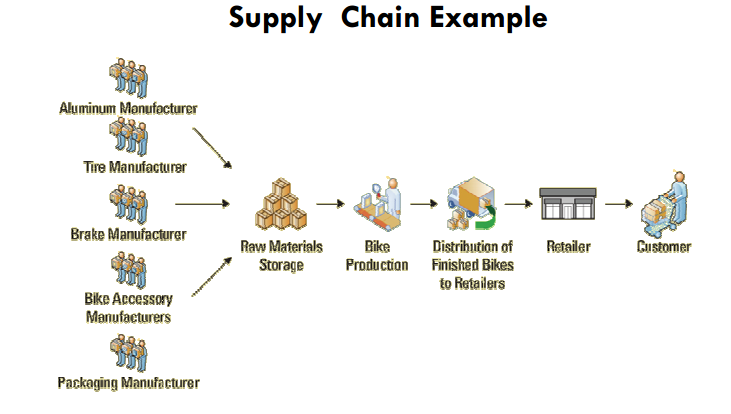 Supply Chain Example
Aluminum Manufacturer
Tire Manufacturer
Brake Manufacturer
Bike Accessory
Manufacturers
Packaging Manufacturer
Raw Materials
Storage
Bike
Production
Distribution of
Finished Bikes
to Retailers
Retailer
Customer